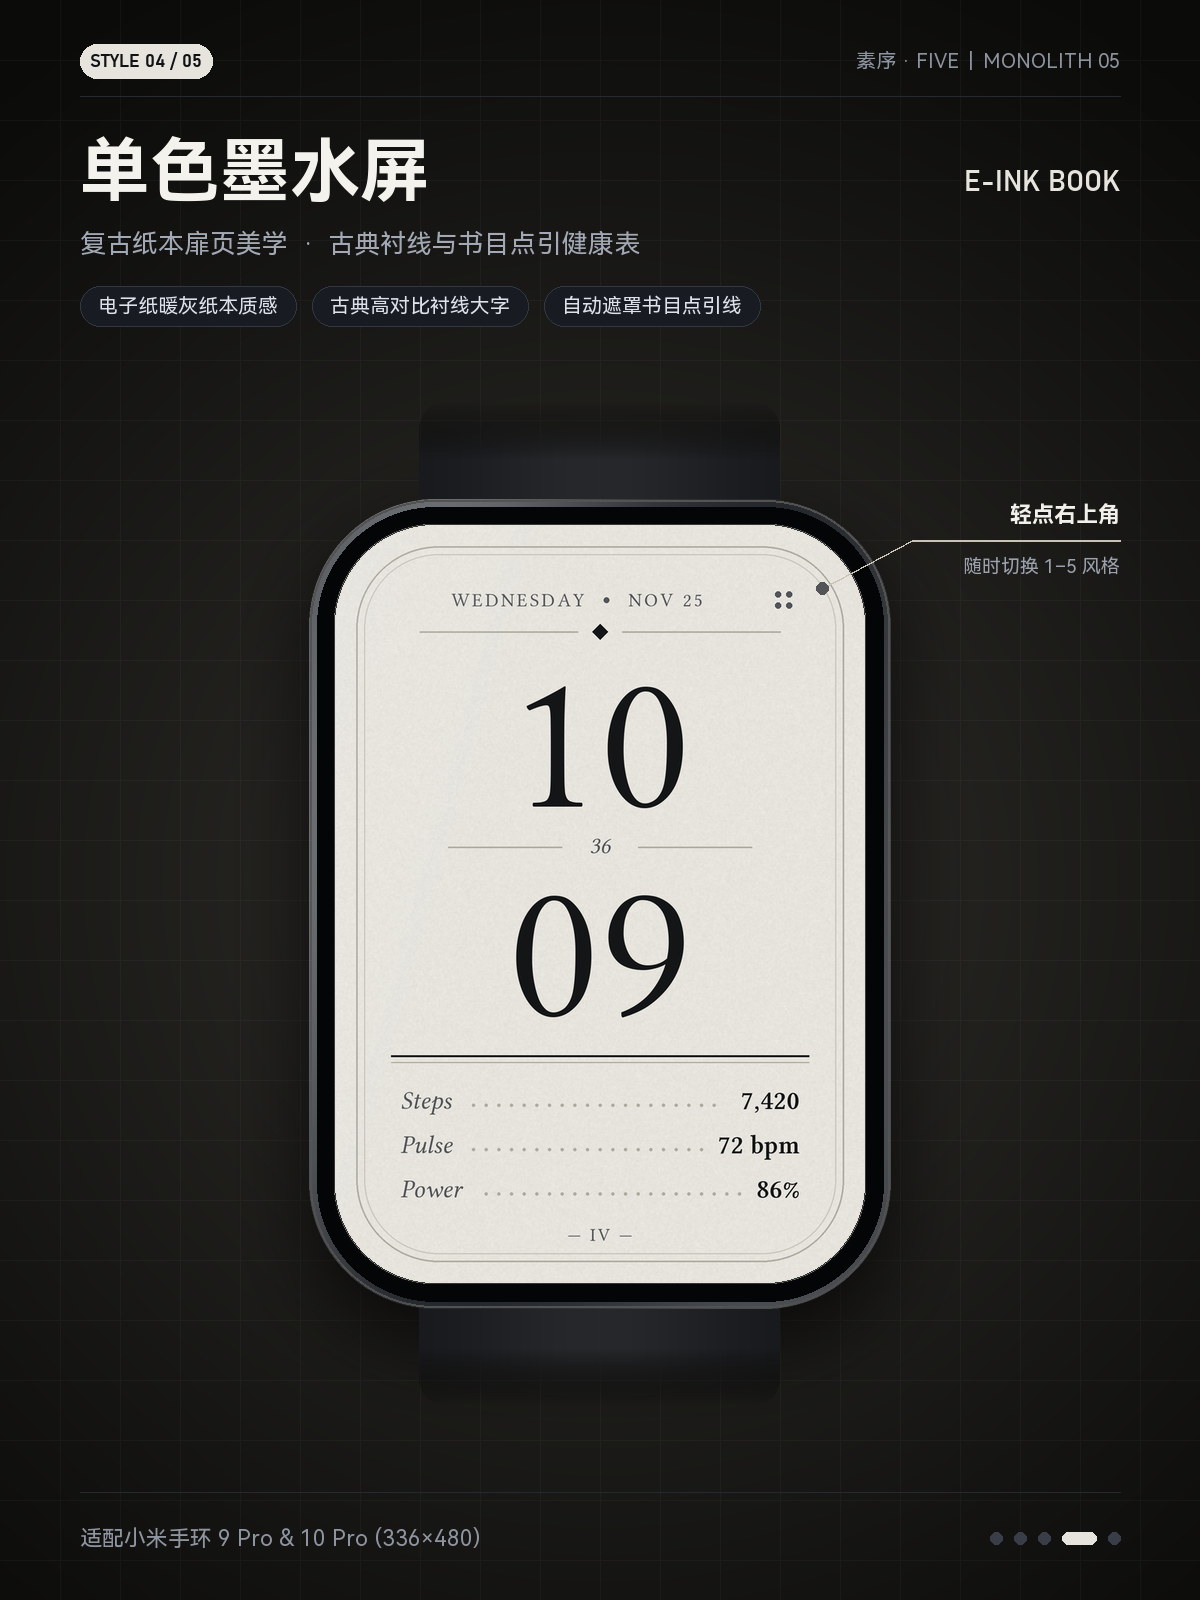 STYLE 04 / 05
素序 · FIVE | MONOLITH 05
单色墨水屏
E-INK BOOK
复古纸本扉页美学 · 古典衬线与书目点引健康表
电子纸暖灰纸本质感
古典高对比衬线大字
自动遮罩书目点引线
轻点右上角
随时切换 1-5 风格
WEDNESDAY • NOV 25
10
36
09
Steps ................... 7,420
Pulse .................. 72 bpm
Power ..................... 86%
— IV —
适配小米手环 9 Pro & 10 Pro (336×480)